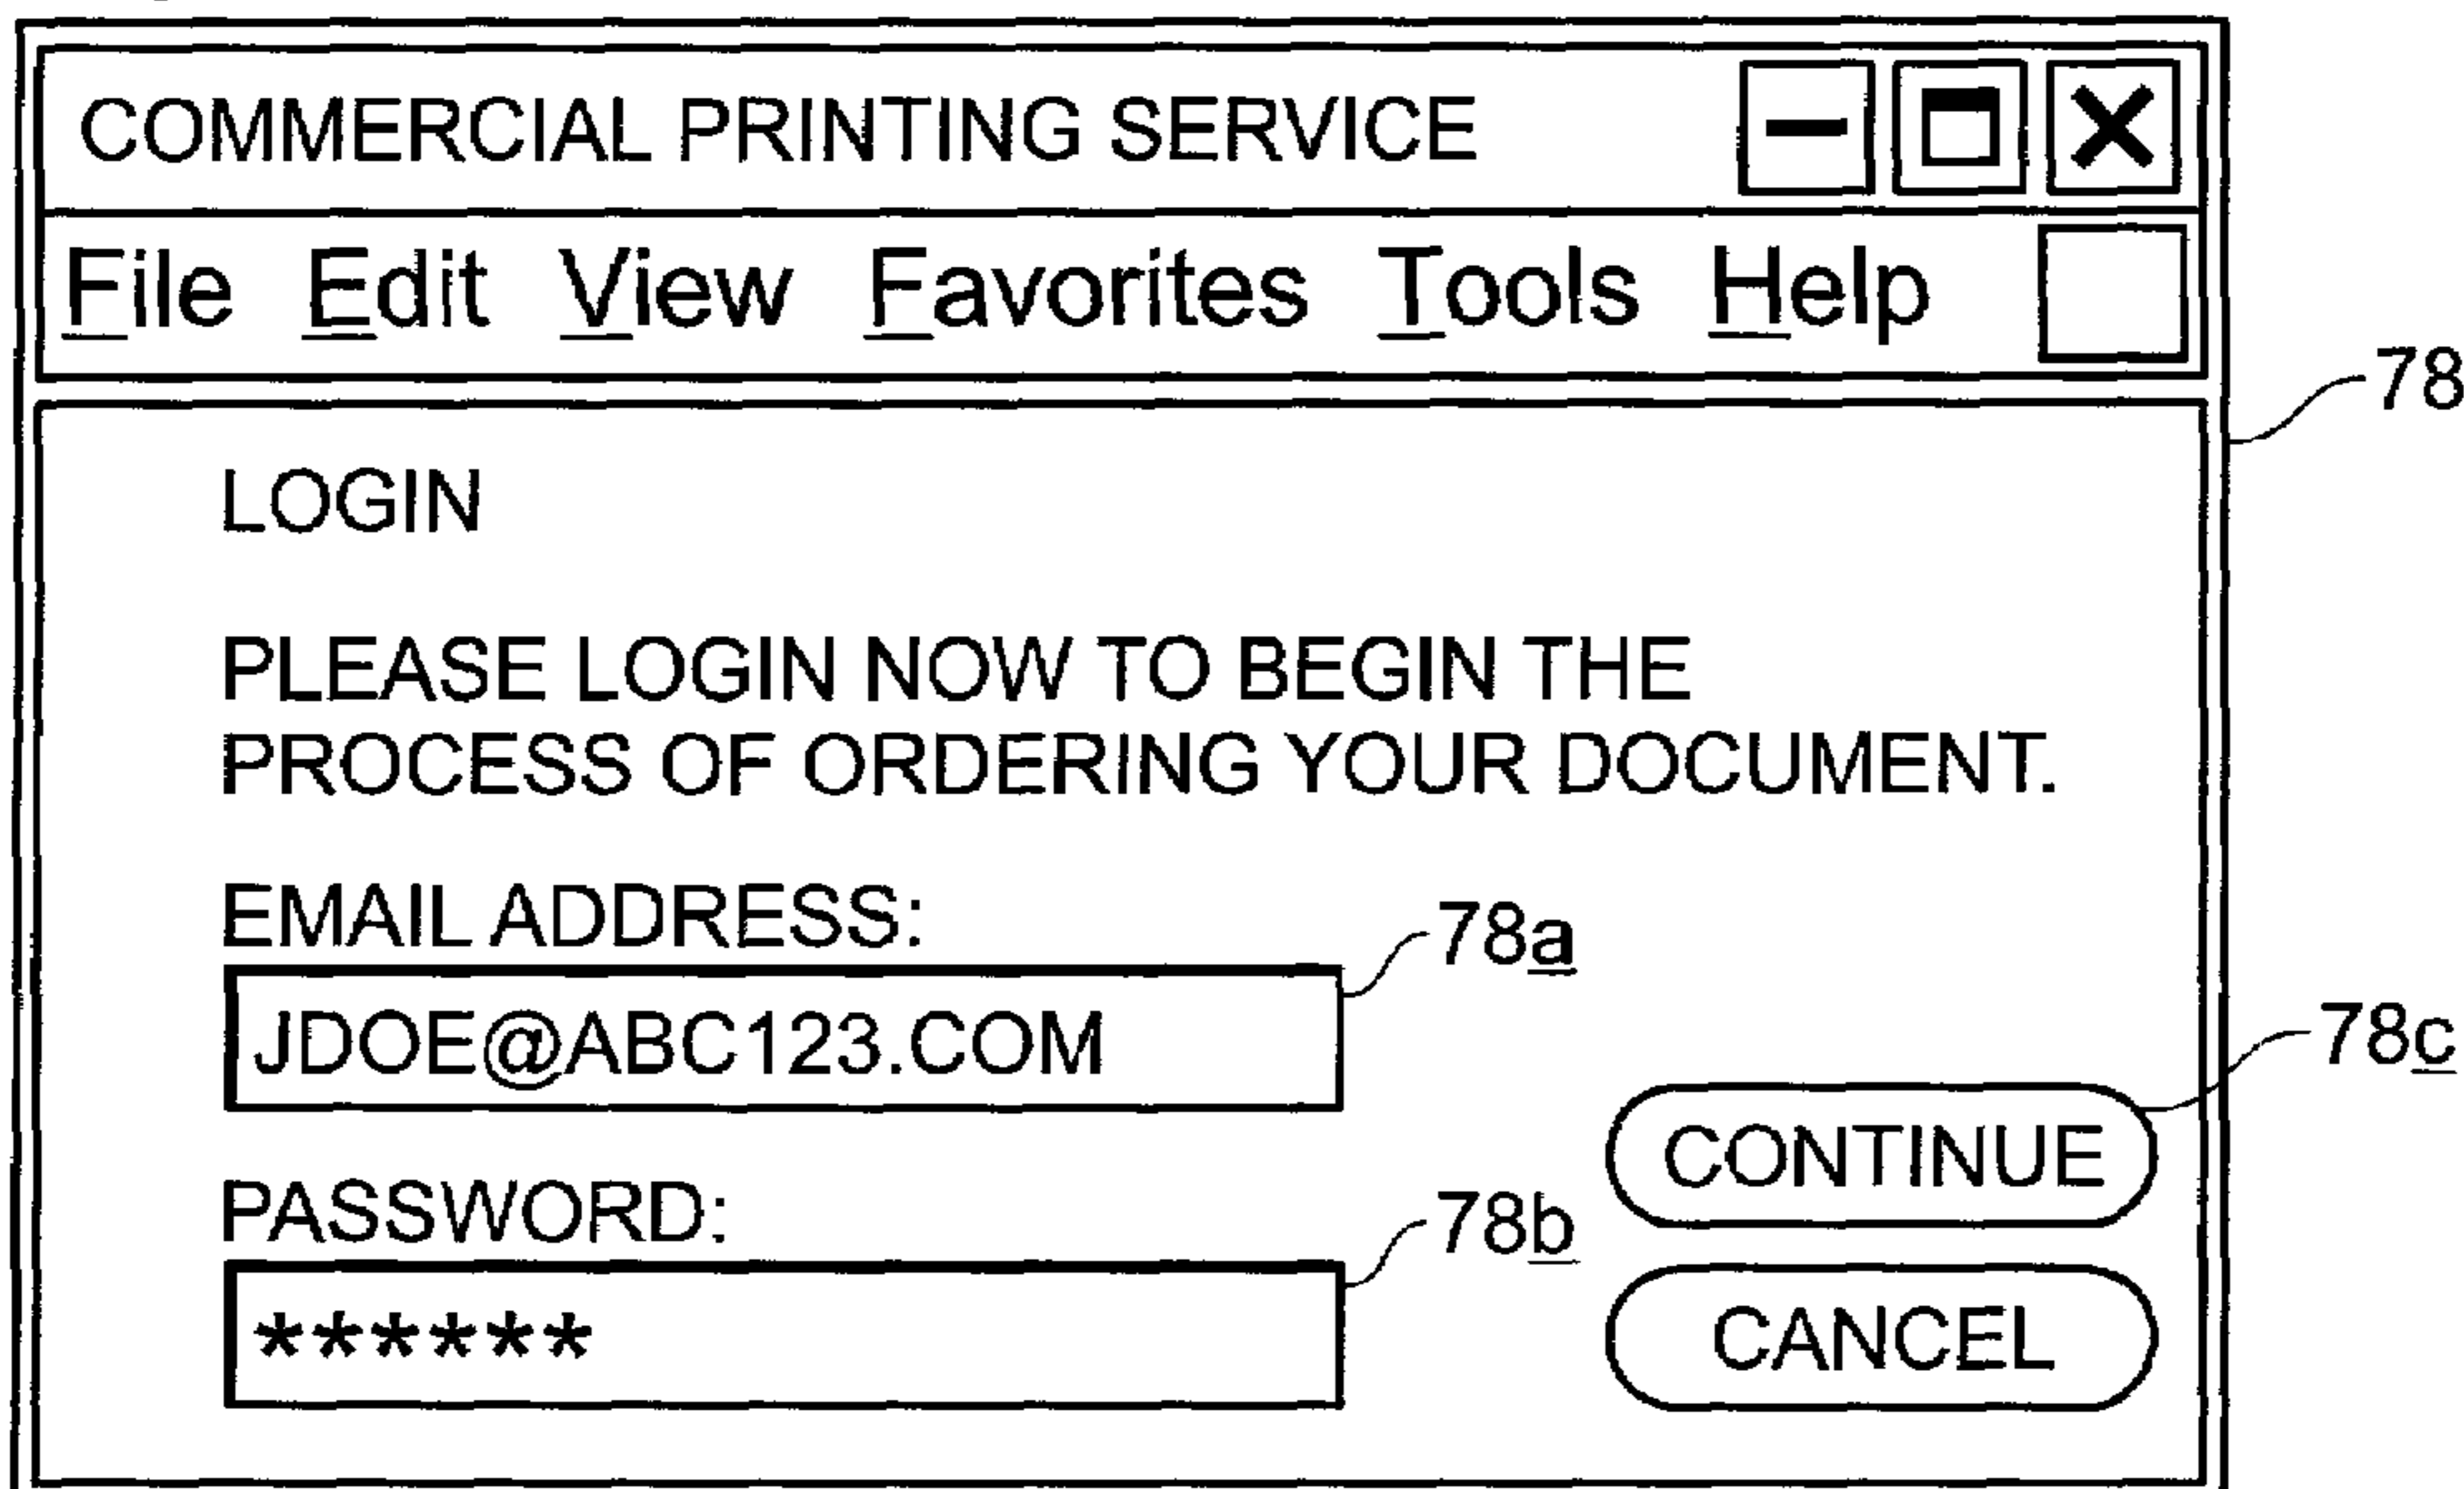 COMMERCIAL PRINTING SERVICE
File Edit View Favorites Tools Help
78
LOGIN
PLEASE LOGIN NOW TO BEGIN THE
PROCESS OF ORDERING YOUR DOCUMENT.
EMAIL ADDRESS:
78a
JDOE@ABC123.COM
78c
CONTINUE
PASSWORD:
78b
******
CANCEL